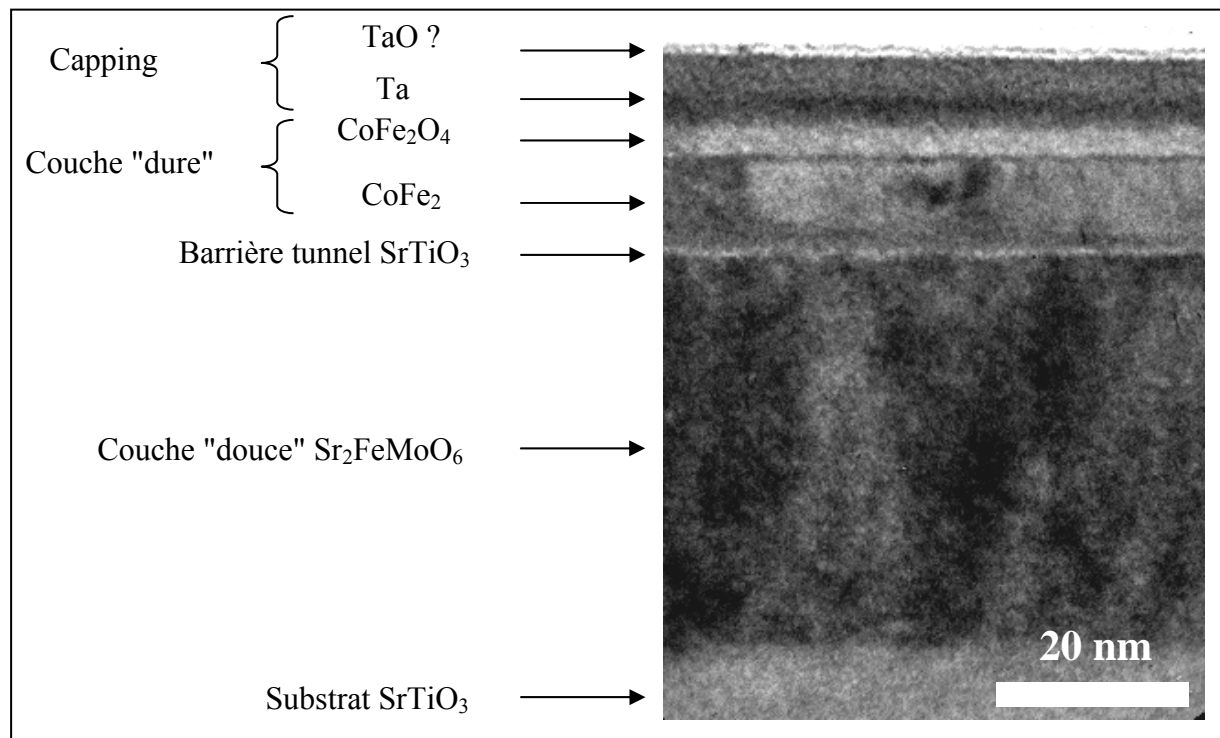 TaO ?
Capping
Ta
CoFe₂O₄
Couche "dure"
CoFe₂
Barrière tunnel SrTiO₃
Couche "douce" Sr₂FeMoO₆
20 nm
Substrat SrTiO₃